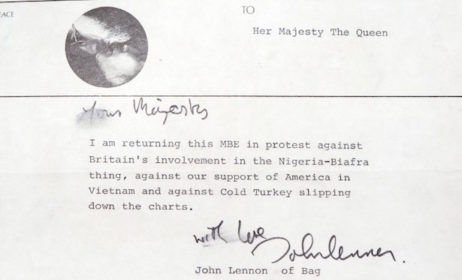 TO
Her Majesty The Queen
Your Majesty
I am returning this MBE in protest against
Britain's involvement in the Nigeria-Biafra
thing, against our support of America in
Vietnam and against Cold Turkey slipping
down the charts.
with love
John Lennon.
John Lennon of Bag